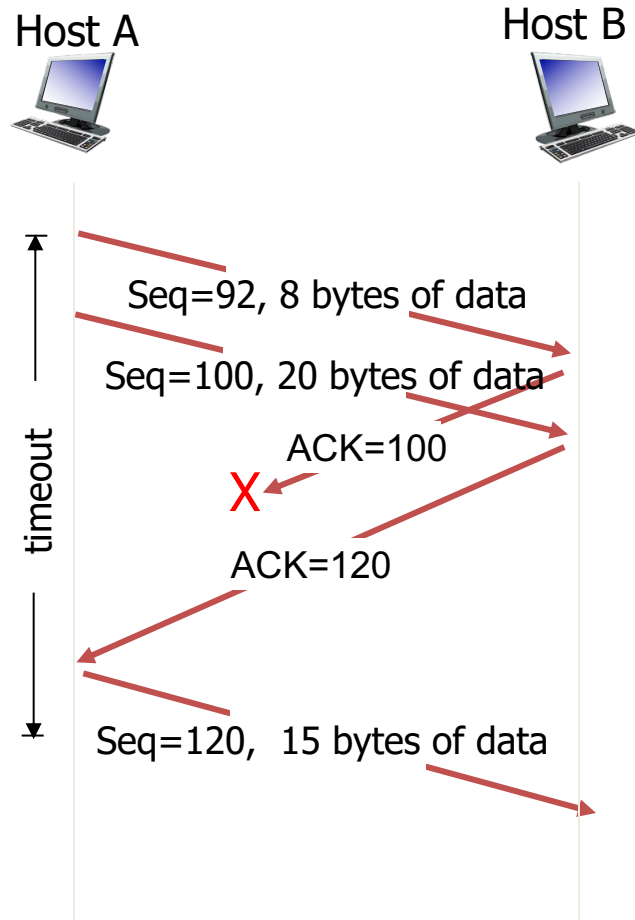 Host A
Host B
Seq=92, 8 bytes of data
Seq=100, 20 bytes of data
ACK=100
X
timeout
ACK=120
Seq=120, 15 bytes of data